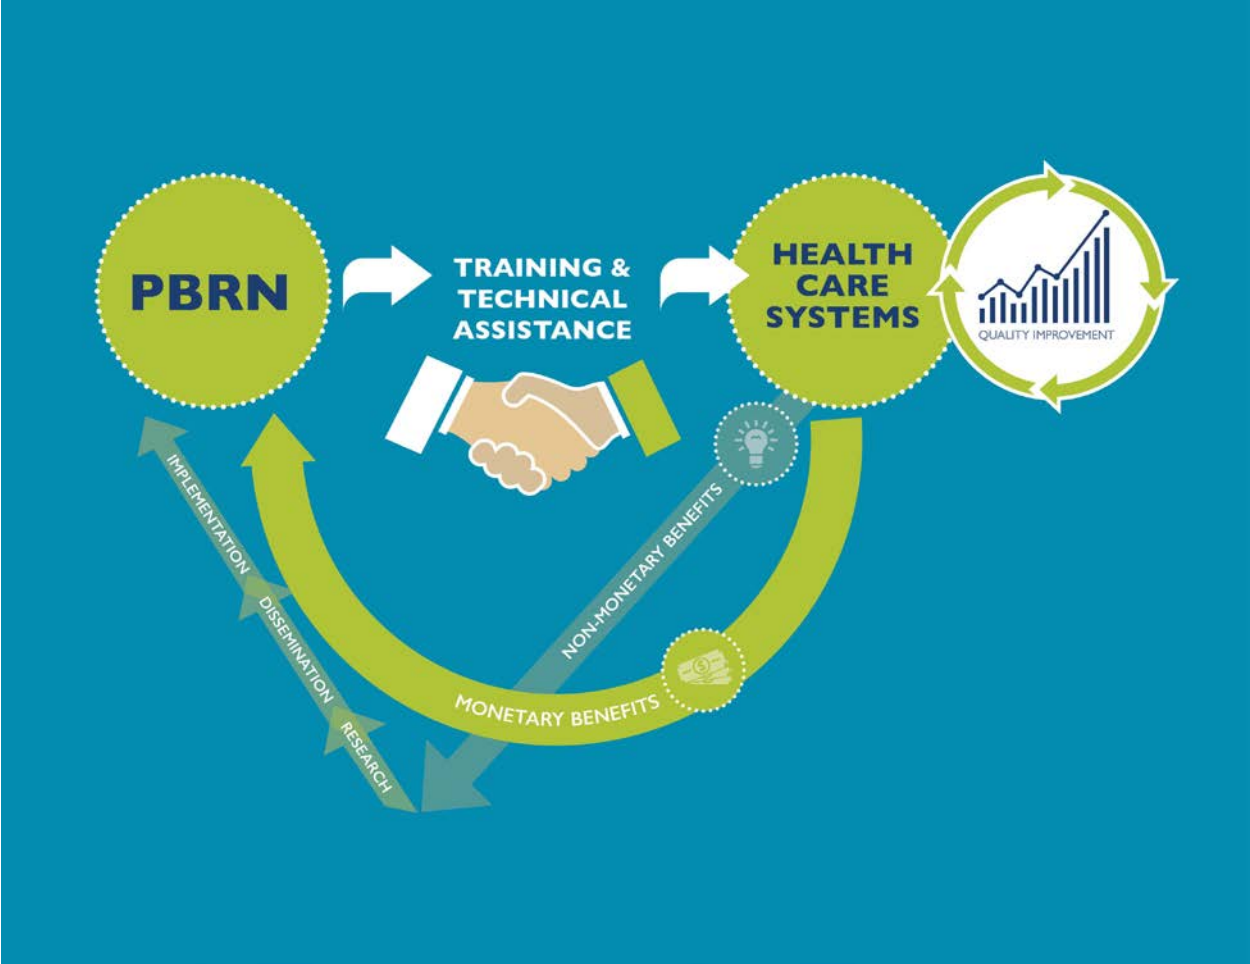 PBRN
TRAINING &
TECHNICAL
ASSISTANCE
HEALTH
CARE
SYSTEMS
QUALITY IMPROVEMENT
IMPLEMENTATION
DISSEMINATION
RESEARCH
NON-MONETARY BENEFITS
MONETARY BENEFITS